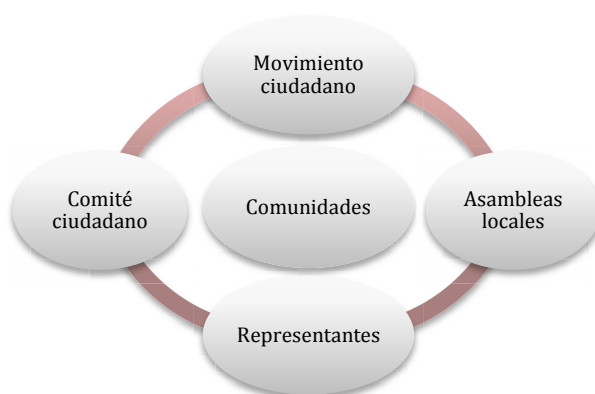 Movimiento
ciudadano
Comité
ciudadano
Comunidades
Asambleas
locales
Representantes